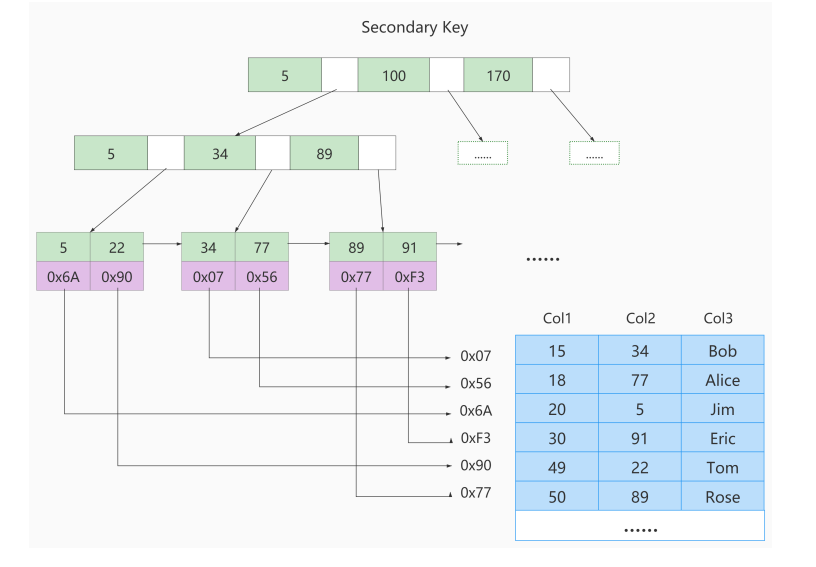 Secondary Key
5 100 170
5 34 89
...... ......
5 22 34 77 89 91
0x6A 0x90 0x07 0x56 0x77 0xF3
......
Col1 Col2 Col3
0x07 15 34 Bob
0x56 18 77 Alice
0x6A 20 5 Jim
0xF3 30 91 Eric
0x90 49 22 Tom
0x77 50 89 Rose
......